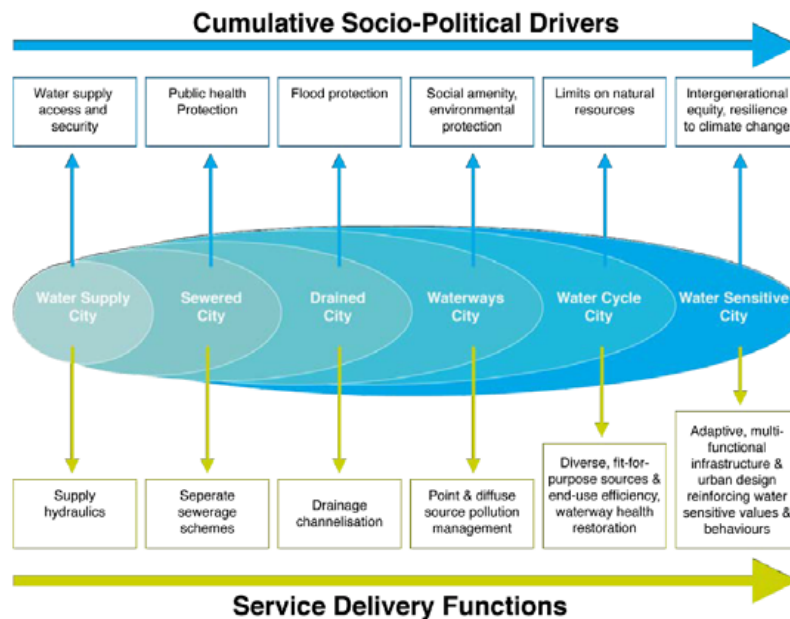 Cumulative Socio-Political Drivers
Water supply
access and
security
Public health
Protection
Flood protection
Social amenity,
environmental
protection
Limits on natural
resources
Intergenerational
equity, resilience
to climate change
Water Supply
City
Sewered
City
Drained
City
Waterways
City
Water Cycle
City
Water Sensitive
City
Supply
hydraulics
Seperate
sewerage
schemes
Drainage
channelisation
Point & diffuse
source pollution
management
Diverse, fit-for-
purpose sources &
end-use efficiency,
waterway health
restoration
Adaptive, multi-
functional
infrastructure &
urban design
reinforcing water
sensitive values &
behaviours
Service Delivery Functions